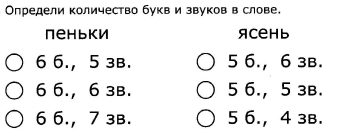 Определи количество букв и звуков в слове.
пеньки ясень
6 б., 5 зв. 5 б., 6 зв.
6 б., 6 зв. 5 б., 5 зв.
6 б., 7 зв. 5 б., 4 зв.